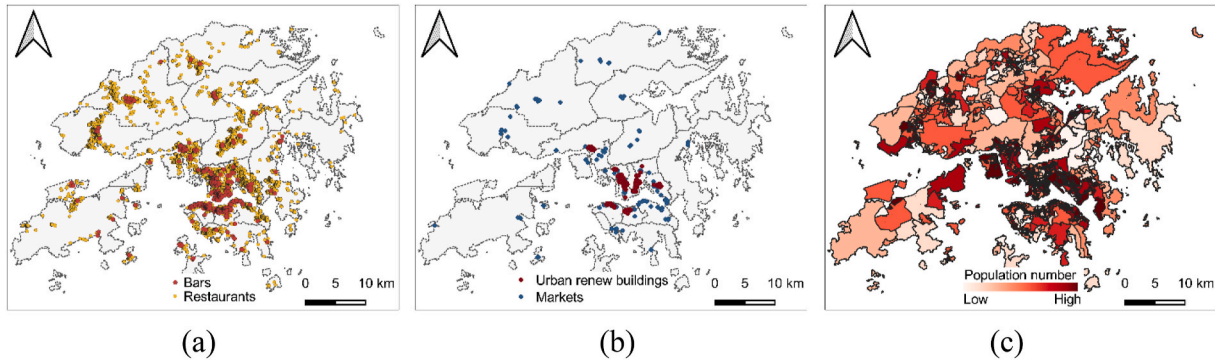 Bars
Restaurants
0 5 10 km
(a)
Urban renew buildings
Markets
0 5 10 km
(b)
Population number
Low High
0 5 10 km
(c)